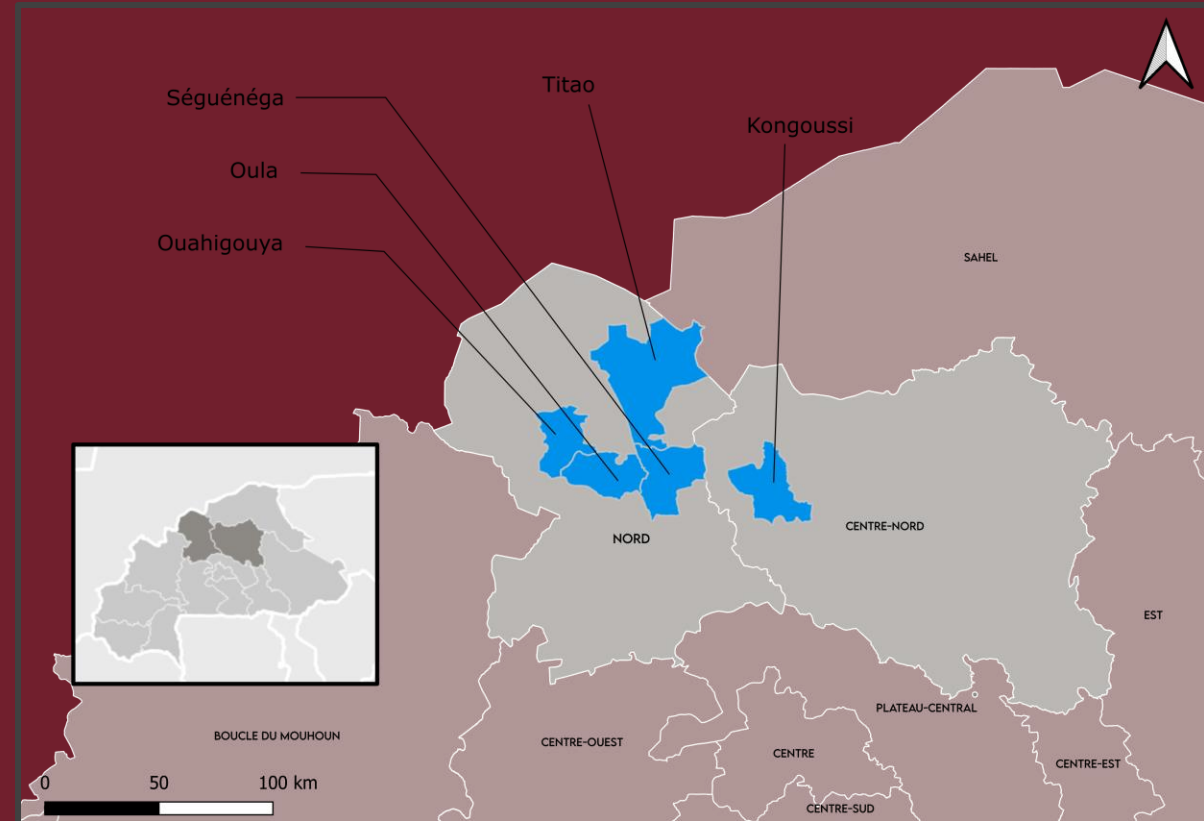 Titao
Séguénéga
Kongoussi
Oula
Ouahigouya
SAHEL
CENTRE-NORD
NORD
EST
PLATEAU-CENTRAL
BOUCLE DU MOUHOUN
CENTRE-OUEST
CENTRE
CENTRE-EST
0 50 100 km
CENTRE-SUD